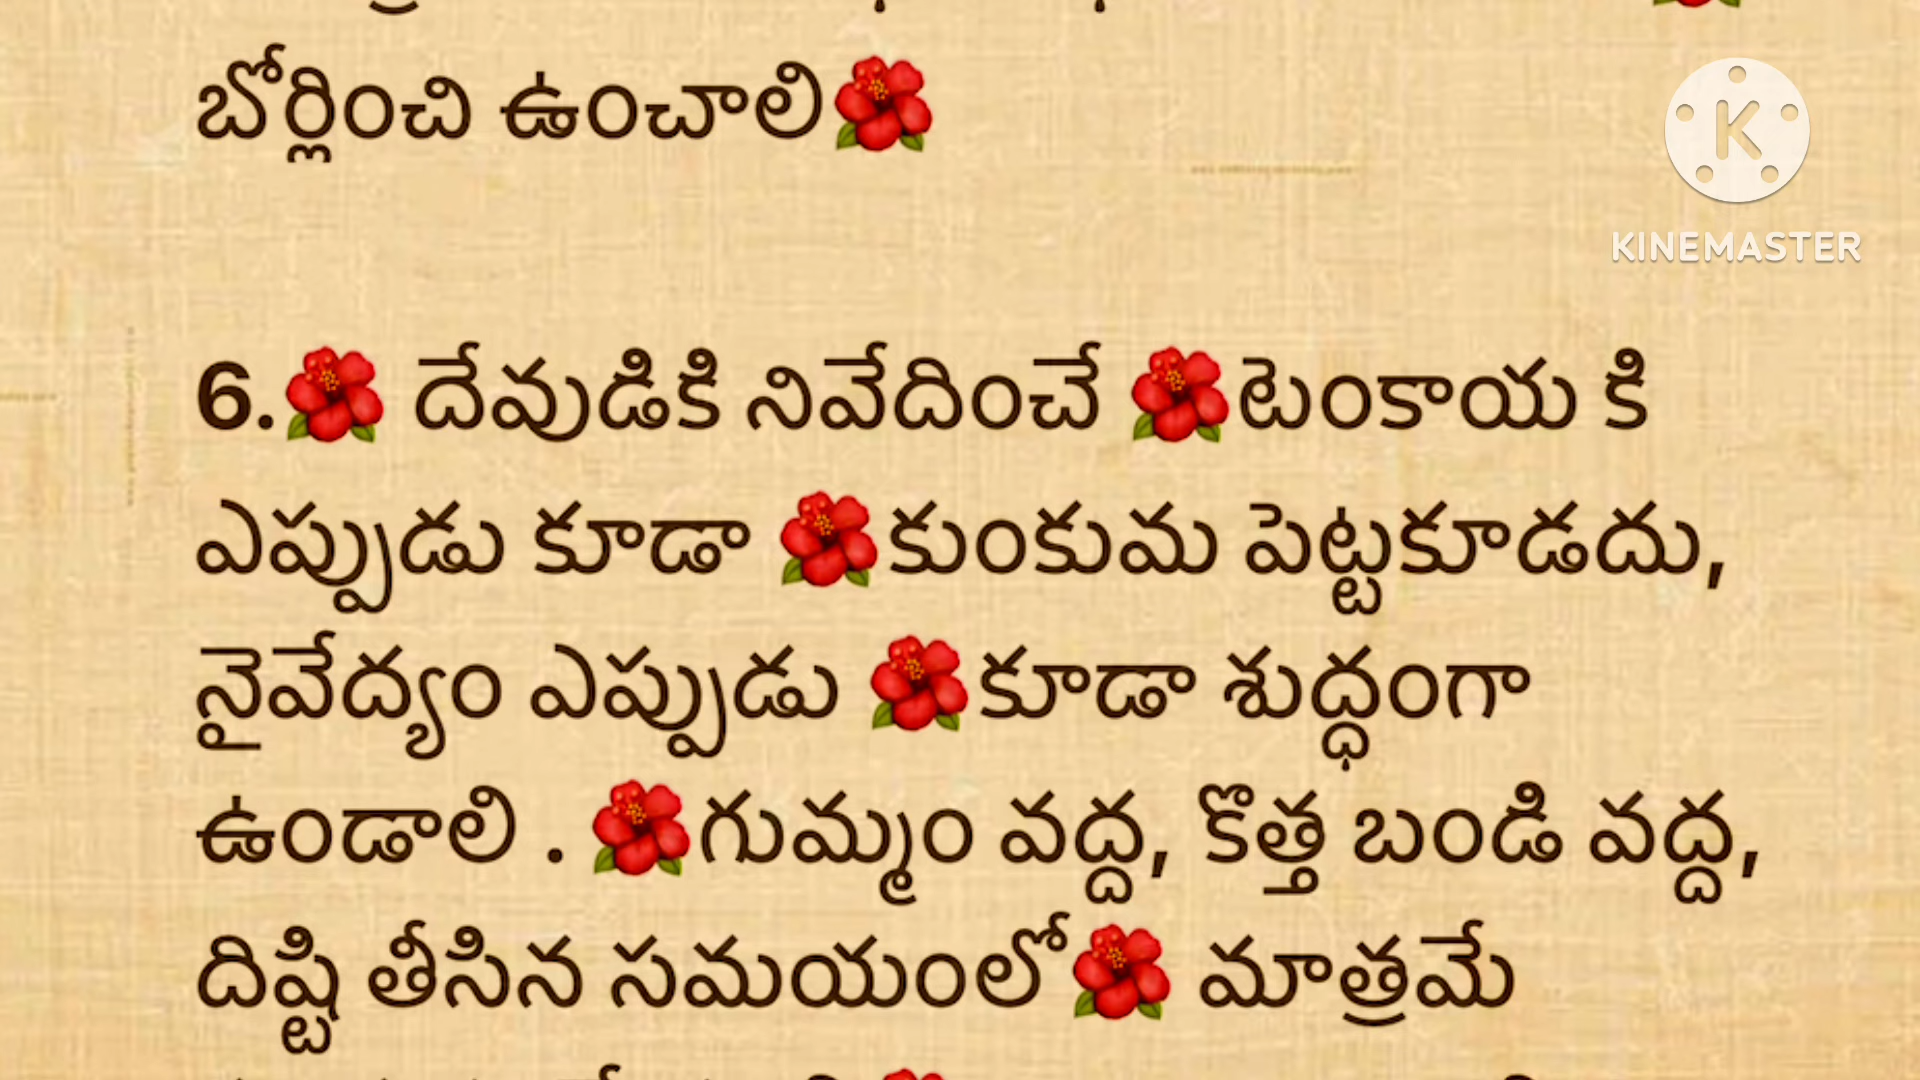 బోర్లించి ఉంచాలి🌺
KINEMASTER
6.🌺 దేవుడికి నివేదించే 🌺టెంకాయ కి
ఎప్పుడు కూడా 🌺కుంకుమ పెట్టకూడదు,
నైవేద్యం ఎప్పుడు 🌺కూడా శుద్ధంగా
ఉండాలి . 🌺గుమ్మం వద్ద, కొత్త బండి వద్ద,
దిష్టి తీసిన సమయంలో🌺 మాత్రమే